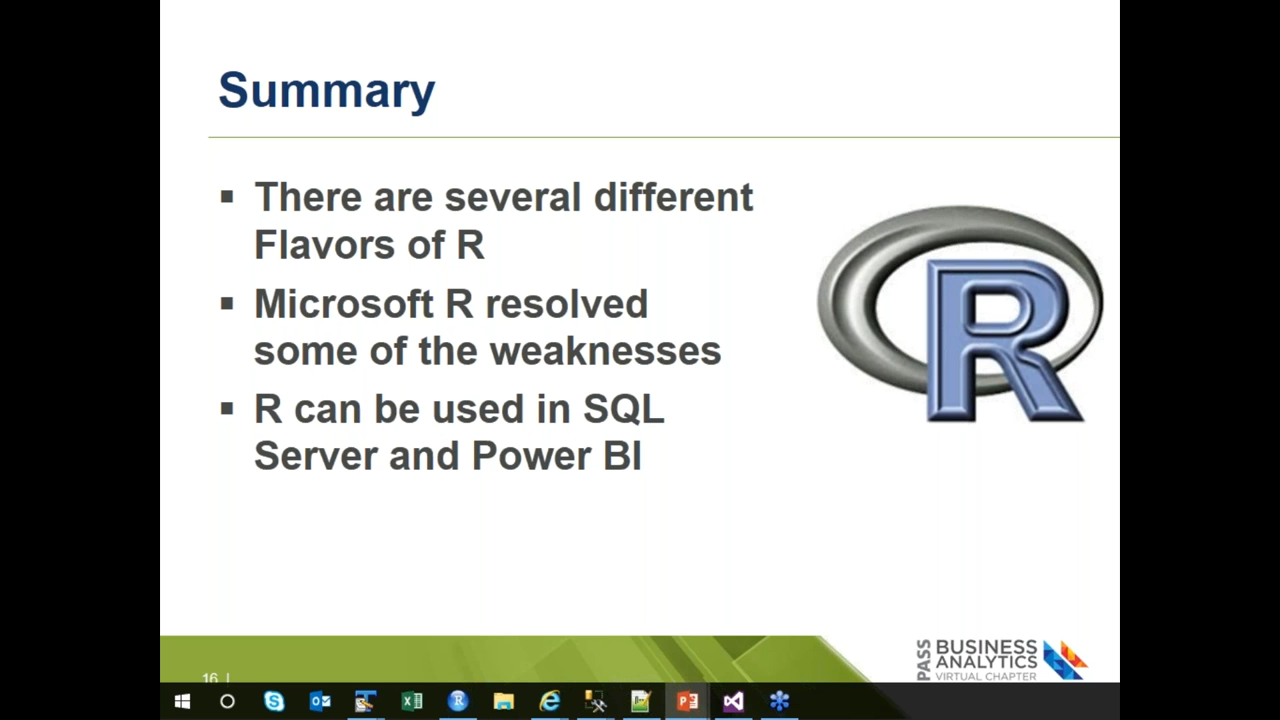 Summary
▪ There are several different
Flavors of R
▪ Microsoft R resolved
some of the weaknesses
▪ R can be used in SQL
Server and Power BI
R
16 |
PASS
BUSINESS
ANALYTICS
VIRTUAL CHAPTER